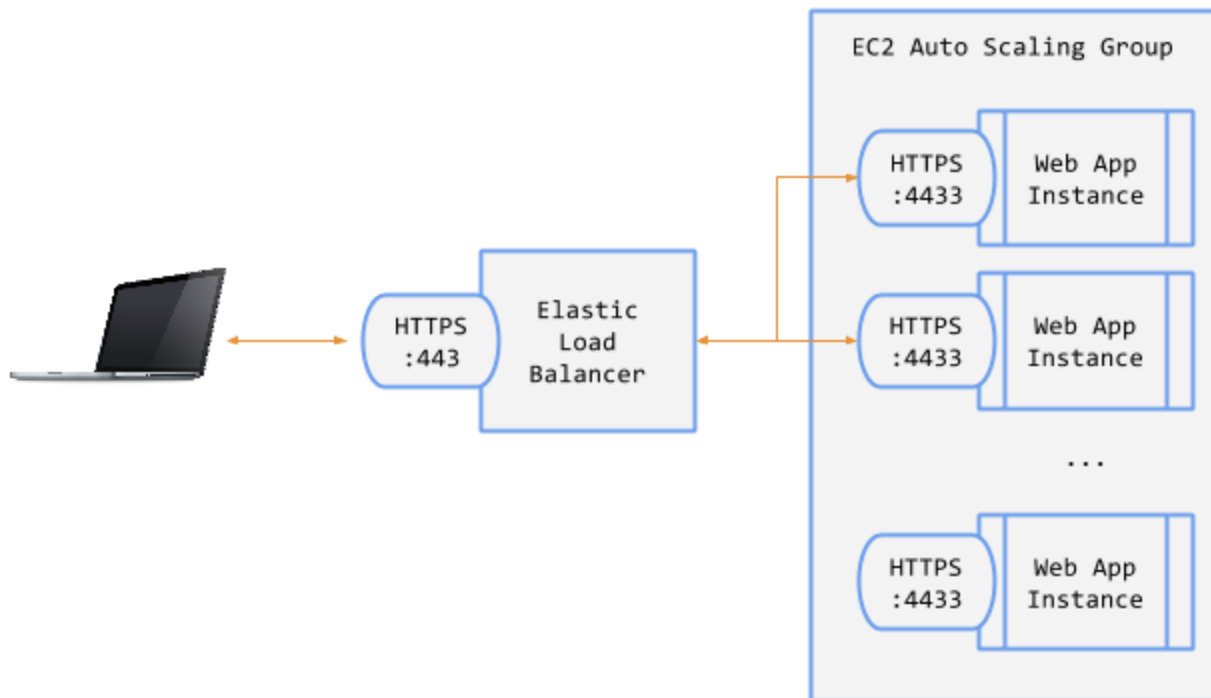 EC2 Auto Scaling Group
HTTPS
:4433
Web App
Instance
HTTPS
:443
Elastic
Load
Balancer
HTTPS
:4433
Web App
Instance
...
HTTPS
:4433
Web App
Instance